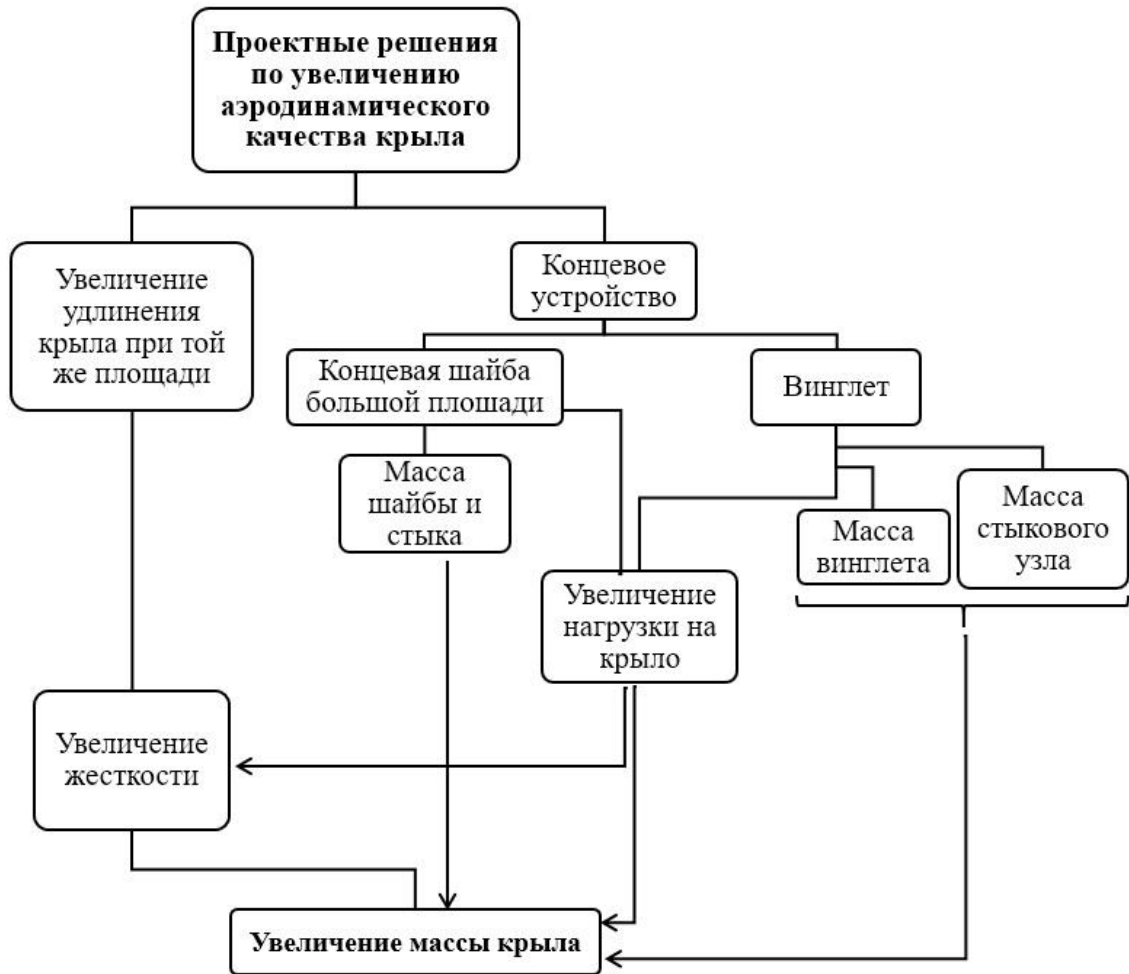 Проектные решения
по увеличению
аэродинамического
качества крыла
Увеличение
удлинения
крыла при той
же площади
Концевое
устройство
Концевая шайба
большой плошади
Винглет
Масса
шайбы и
стыка
Масса
винглета
Масса
стыкового
узла
Увеличение
нагрузки на
крыло
Увеличение
жесткости
Увеличение массы крыла